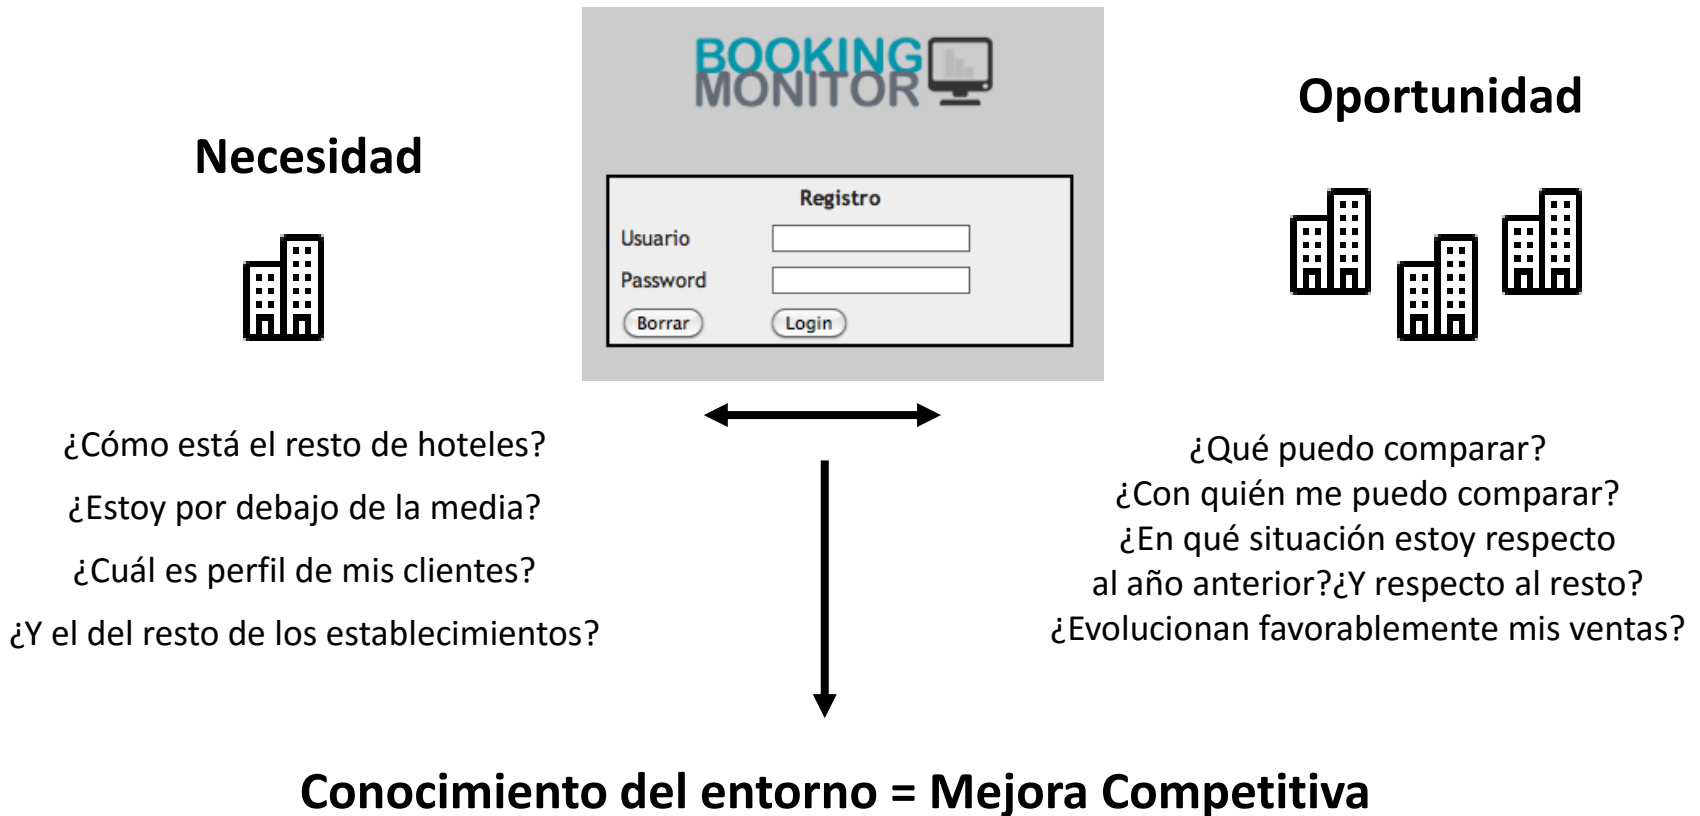 BOOKING
MONITOR
Oportunidad
Necesidad
Registro
Usuario
Password
Borrar
Login
¿Cómo está el resto de hoteles?
¿Estoy por debajo de la media?
¿Cuál es perfil de mis clientes?
¿Y el del resto de los establecimientos?
¿Qué puedo comparar?
¿Con quién me puedo comparar?
¿En qué situación estoy respecto
al año anterior?¿Y respecto al resto?
¿Evolucionan favorablemente mis ventas?
Conocimiento del entorno = Mejora Competitiva